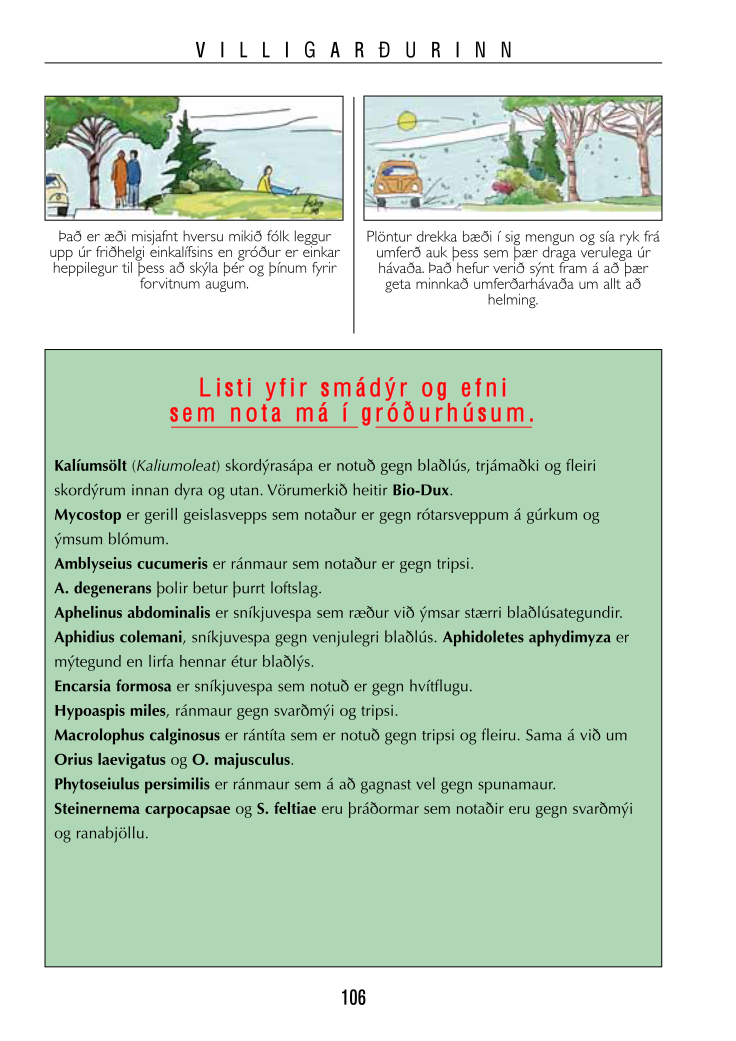 VILLIGARÐURINN
Það er æði misjafnt hversu mikið fólk leggur
upp úr friðhelgi einkalífsins en gróður er einkar
heppilegur til þess að skýla þér og þínum fyrir
forvitnum augum.
Plöntur drekka bæði í sig mengun og sía ryk frá
umferð auk þess sem þær draga verulega úr
hávaða. Það hefur verið sýnt fram á að þær
geta minnkað umferðarhávaða um allt að
helming.
Listi yfir smádýr og efni
sem nota má í gróðurhúsum.
Kalíumsölt (Kaliumoleat) skordýrasápa er notuð gegn blaðlús, trjámaðki og fleiri
skordýrum innan dyra og utan. Vörumerkið heitir Bio-Dux.
Mycostop er gerill geislasvepps sem notaður er gegn rótarsveppum á gúrkum og
ýmsum blómum.
Amblyseius cucumeris er ránmaur sem notaður er gegn tripsi.
A. degenerans þolir betur þurrt loftslag.
Aphelinus abdominalis er sníkjuvespa sem ræður við ýmsar stærri blaðlúsategundir.
Aphidius colemani, sníkjuvespa gegn venjulegri blaðlús. Aphidoletes aphydimyza er
mýtegund en lirfa hennar étur blaðlýs.
Encarsia formosa er sníkjuvespa sem notuð er gegn hvítflugu.
Hypoaspis miles, ránmaur gegn svarðmýi og tripsi.
Macrolophus calginosus er rántíta sem er notuð gegn tripsi og fleiru. Sama á við um
Orius laevigatus og O. majusculus.
Phytoseiulus persimilis er ránmaur sem á að gagnast vel gegn spunamaur.
Steinernema carpocapsae og S. feltiae eru þráðormar sem notaðir eru gegn svarðmýi
og ranabjöllu.
106